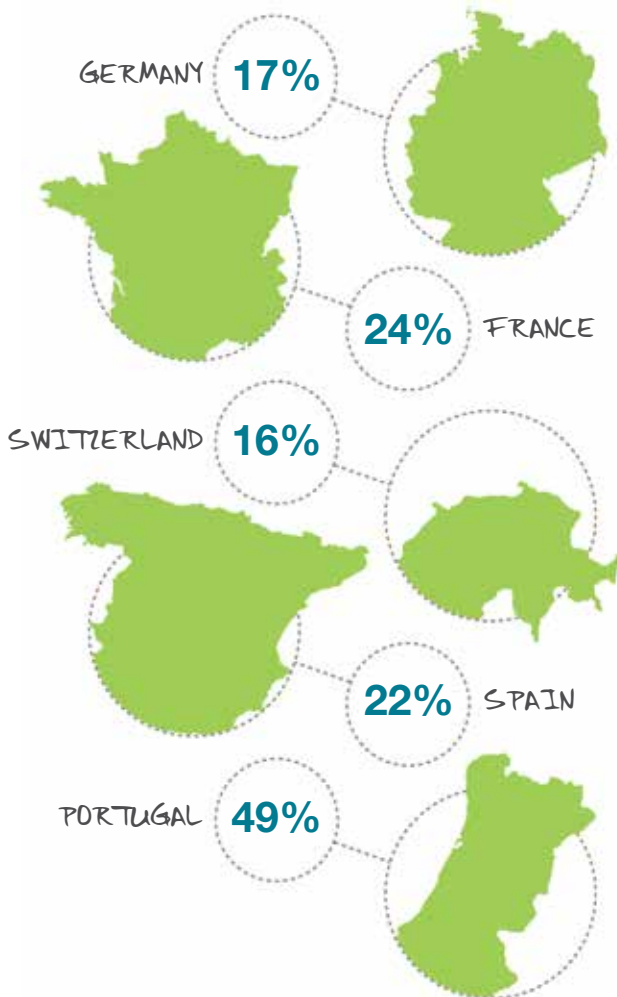 GERMANY 17%
24% FRANCE
SWITZERLAND 16%
22% SPAIN
PORTUGAL 49%